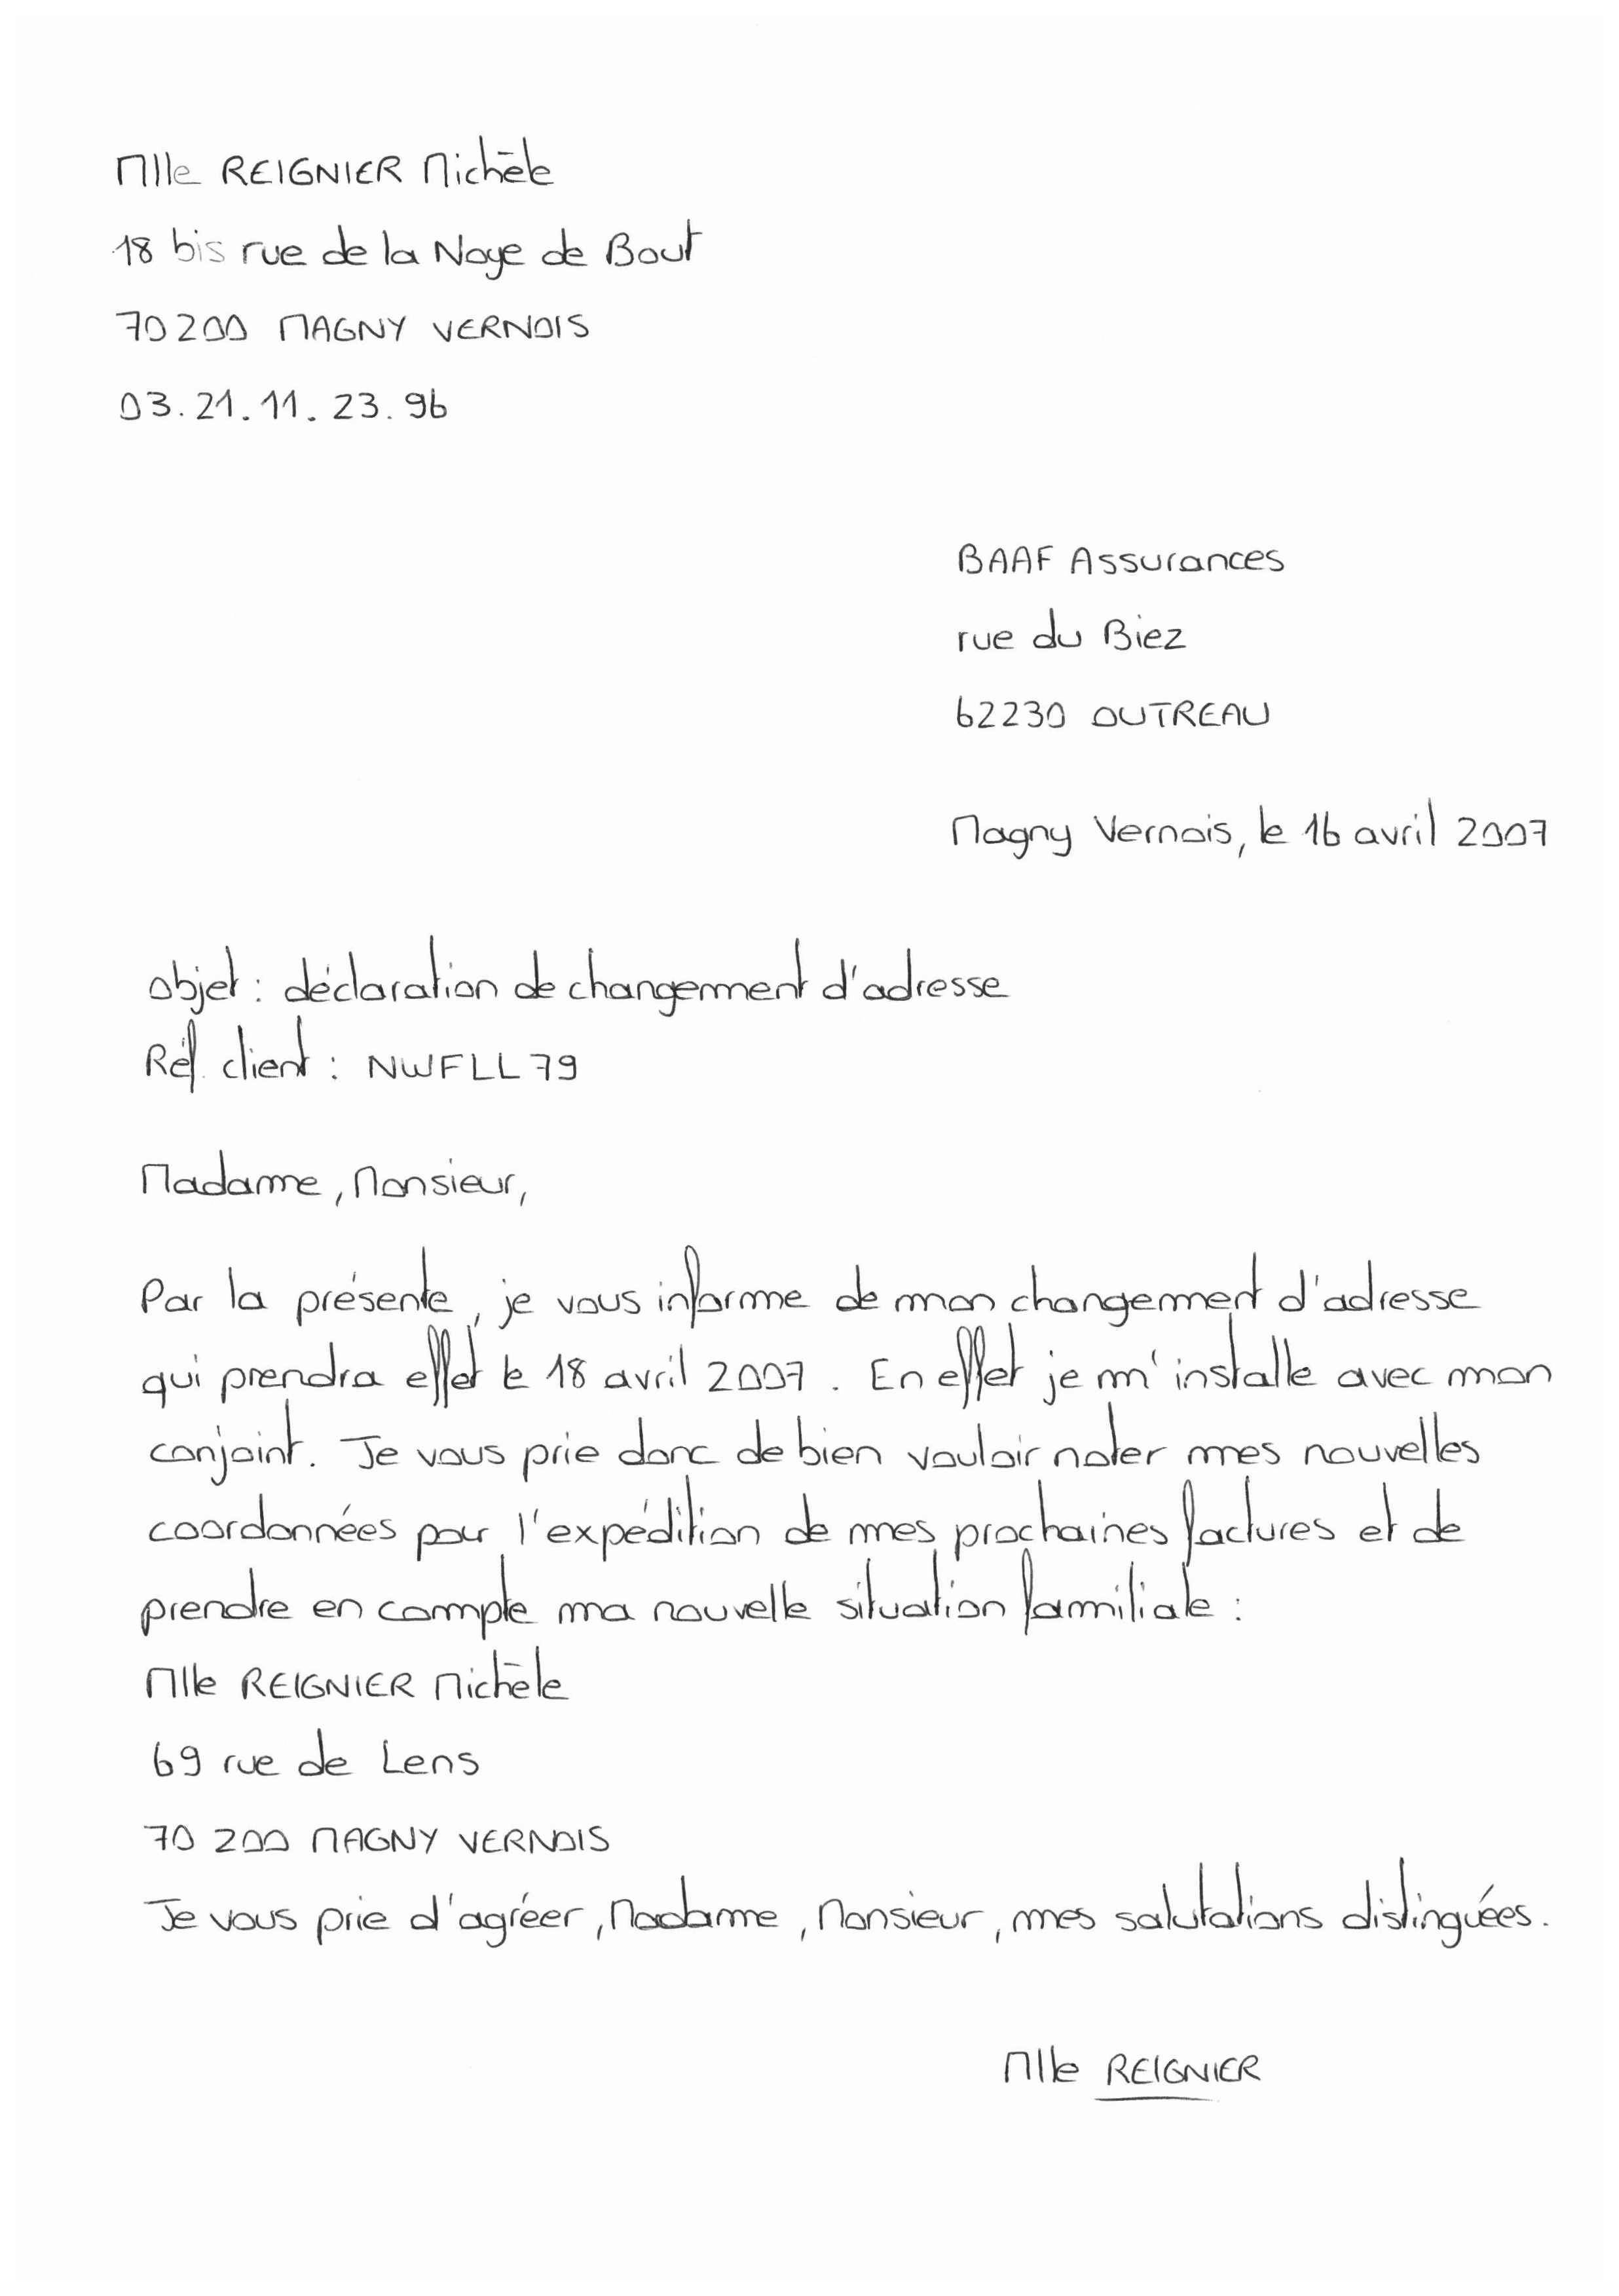 Mlle REIGNIER Michèle
18 bis rue de la Noye de Bout
70200 MAGNY VERNOIS
03.21.11.23.96
BAAF Assurances
rue du Biez
62230 OUTREAU
Magny Vernois, le 16 avril 2007
objet : déclaration de changement d'adresse
Réf. client : NWFLL79
Madame, Monsieur,
Par la présente, je vous informe de mon changement d'adresse
qui prendra effet le 18 avril 2007. En effet je m'installe avec mon
conjoint. Je vous prie donc de bien vouloir noter mes nouvelles
coordonnées pour l'expédition de mes prochaines factures et de
prendre en compte ma nouvelle situation familiale :
Mlle REIGNIER Michèle
69 rue de Lens
70 200 MAGNY VERNOIS
Je vous prie d'agréer, Madame, Monsieur, mes salutations distinguées.
Mlle REIGNIER